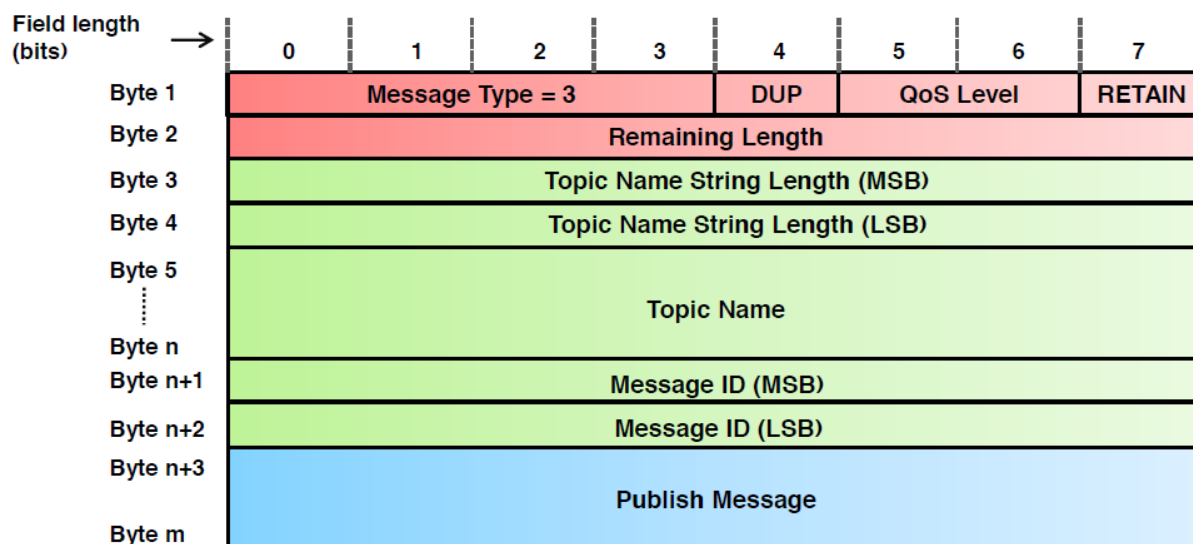 Field length
(bits)
0 1 2 3 4 5 6 7
Byte 1 Message Type = 3 DUP QoS Level RETAIN
Byte 2 Remaining Length
Byte 3 Topic Name String Length (MSB)
Byte 4 Topic Name String Length (LSB)
Byte 5
Topic Name
Byte n
Byte n+1 Message ID (MSB)
Byte n+2 Message ID (LSB)
Byte n+3
Publish Message
Byte m